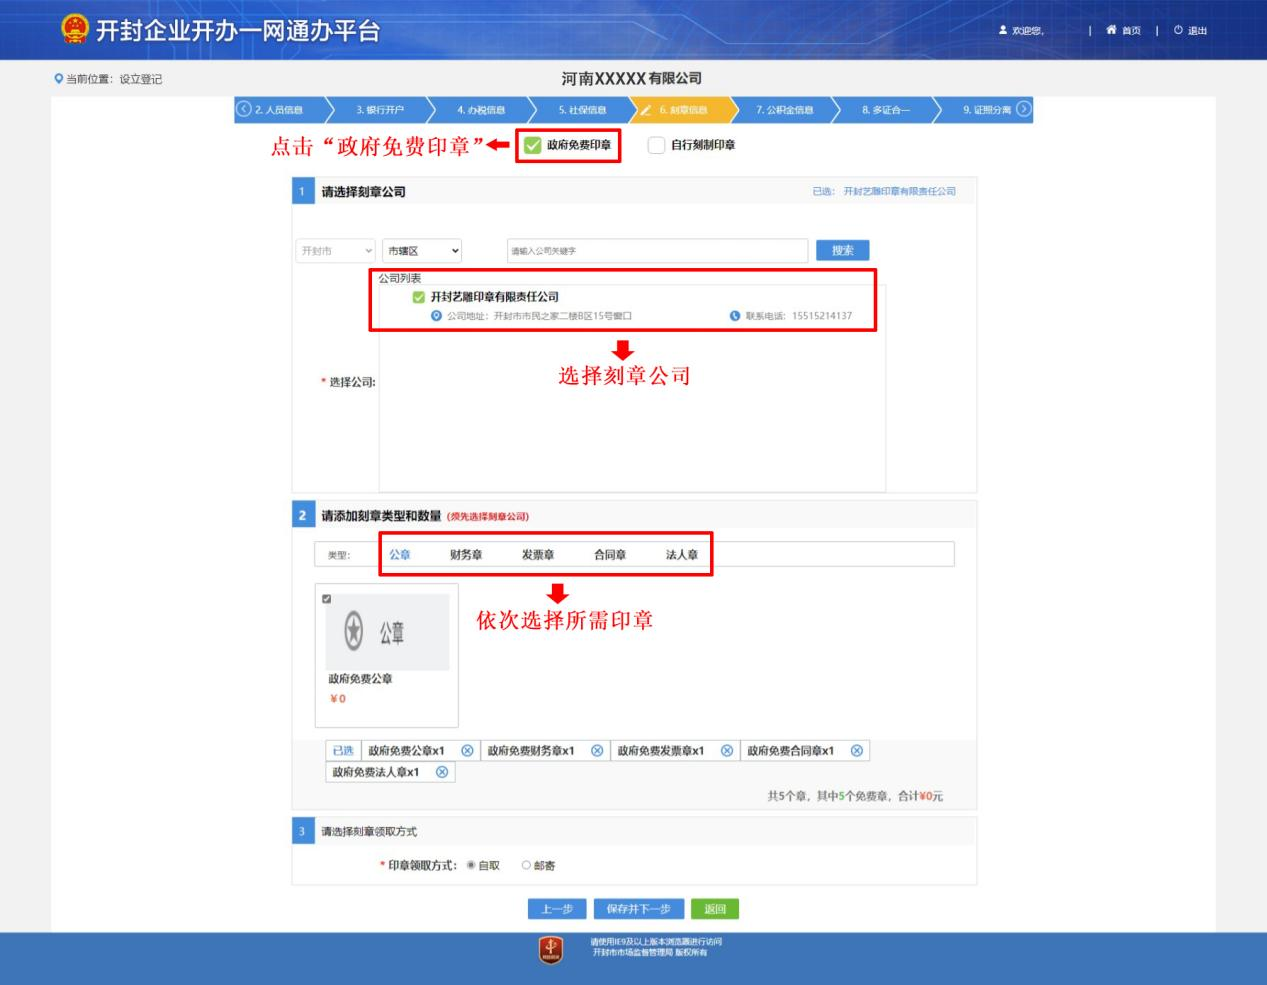 开封企业开办一网通办平台
欢迎您, | 首页 | 退出
当前位置：设立登记
河南XXXXX有限公司
2. 人员信息 3. 银行开户 4. 办税信息 5. 社保信息 6. 刻章信息 7. 公积金信息 8. 多证合一 9. 证照分离
点击“政府免费印章” 政府免费印章 自行刻制印章
1 请选择刻章公司 已选： 开封艺雕印章有限责任公司
开封市 市辖区 请输入公司关键字 搜索
公司列表
开封艺雕印章有限责任公司
公司地址：开封市市民之家二楼B区15号窗口 联系电话：15515214137
选择刻章公司
* 选择公司:
2 请添加刻章类型和数量 (须先选择刻章公司)
类型： 公章 财务章 发票章 合同章 法人章
依次选择所需印章
公章
政府免费公章
¥0
已选 政府免费公章x1 政府免费财务章x1 政府免费发票章x1 政府免费合同章x1
政府免费法人章x1
共5个章，其中5个免费章，合计¥0元
3 请选择刻章领取方式
* 印章领取方式： 自取 邮寄
上一步 保存并下一步 返回
请使用IE9及以上版本浏览器进行访问
开封市市场监督管理局 版权所有